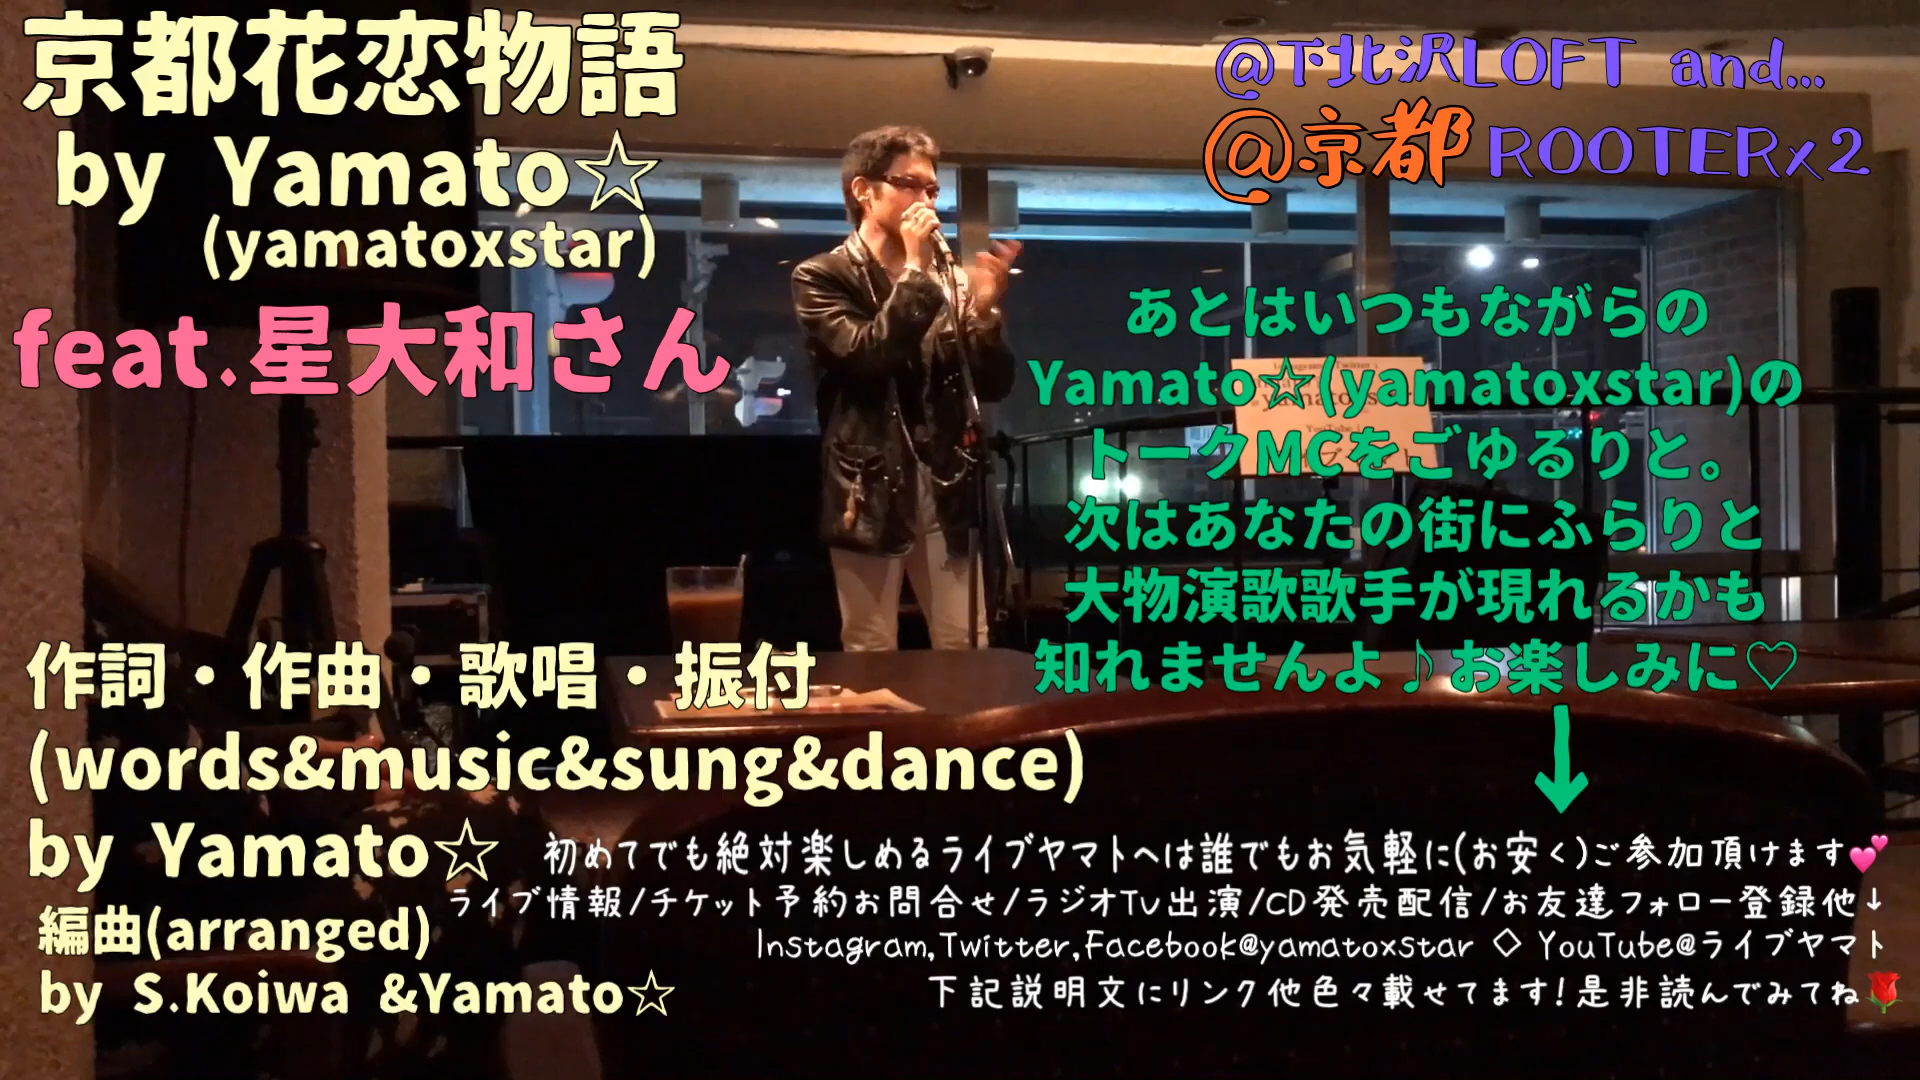 京都花恋物語
by Yamato☆
(yamatoxstar)
feat.星大和さん
@下北沢LOFT and...
@京都 ROOTERx2
あとはいつもながらの
Yamato☆(yamatoxstar)の
トークMCをごゆるりと。
次はあなたの街にふらりと
大物演歌歌手が現れるかも
知れませんよ♪お楽しみに♡
↓
作詞・作曲・歌唱・振付
(words&music&sung&dance)
by Yamato☆
編曲(arranged)
by S.Koiwa &Yamato☆
初めてでも絶対楽しめるライブヤマトへは誰でもお気軽に(お安く)ご参加頂けます💕
ライブ情報/チケット予約お問合せ/ラジオTV出演/CD発売配信/お友達フォロー登録他↓
Instagram,Twitter,Facebook@yamatoxstar ◇ YouTube@ライブヤマト
下記説明文にリンク他色々載せてます!是非読んでみてね🌹